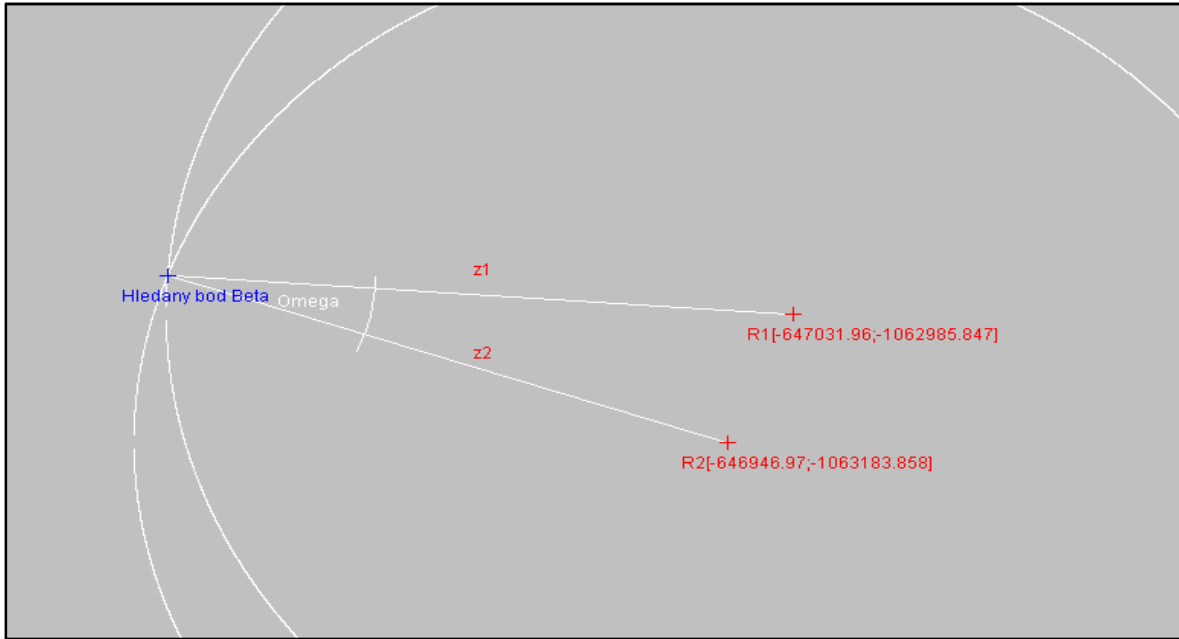 z1
Hledany bod Beta
Omega
R1[-647031.96;-1062985.847]
z2
R2[-646946.97;-1063183.858]